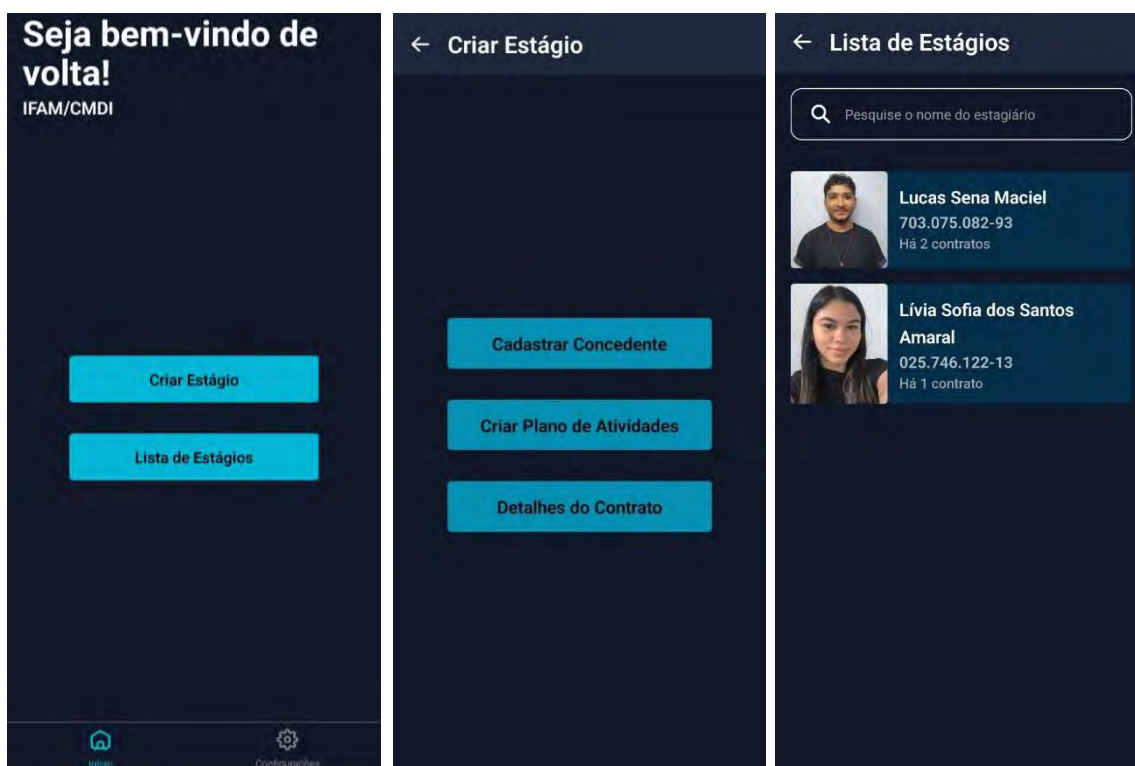 Seja bem-vindo de
volta!
IFAM/CMDI
Criar Estágio
Lista de Estágios
Início
Configurações
Criar Estágio
Cadastrar Concedente
Criar Plano de Atividades
Detalhes do Contrato
Lista de Estágios
Pesquise o nome do estagiário
Lucas Sena Maciel
703.075.082-93
Há 2 contratos
Lívia Sofia dos Santos
Amaral
025.746.122-13
Há 1 contrato